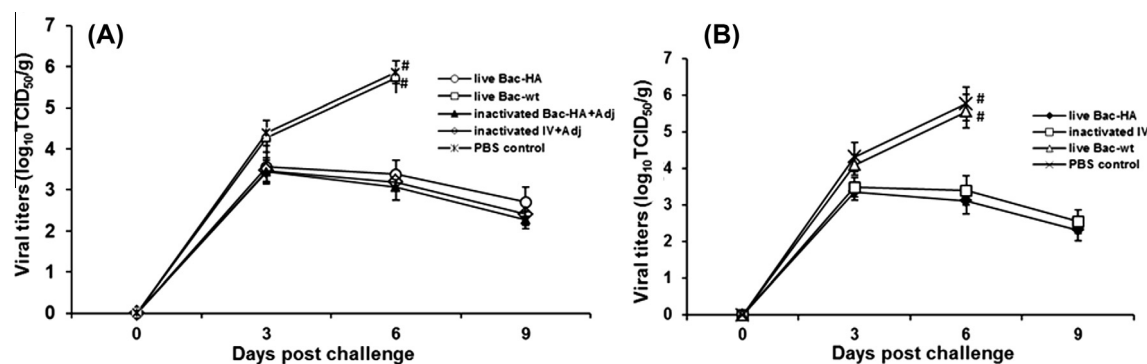 (A)
Viral titers (log10TCID50/g)
7
6
5
4
3
2
1
0
#
#
live Bac-HA
live Bac-wt
inactivated Bac-HA+Adj
inactivated IV+Adj
PBS control
0 3 6 9
Days post challenge
(B)
Viral titers (log10TCID50/g)
7
6
5
4
3
2
1
0
#
#
live Bac-HA
inactivated IV
live Bac-wt
PBS control
0 3 6 9
Days post challenge